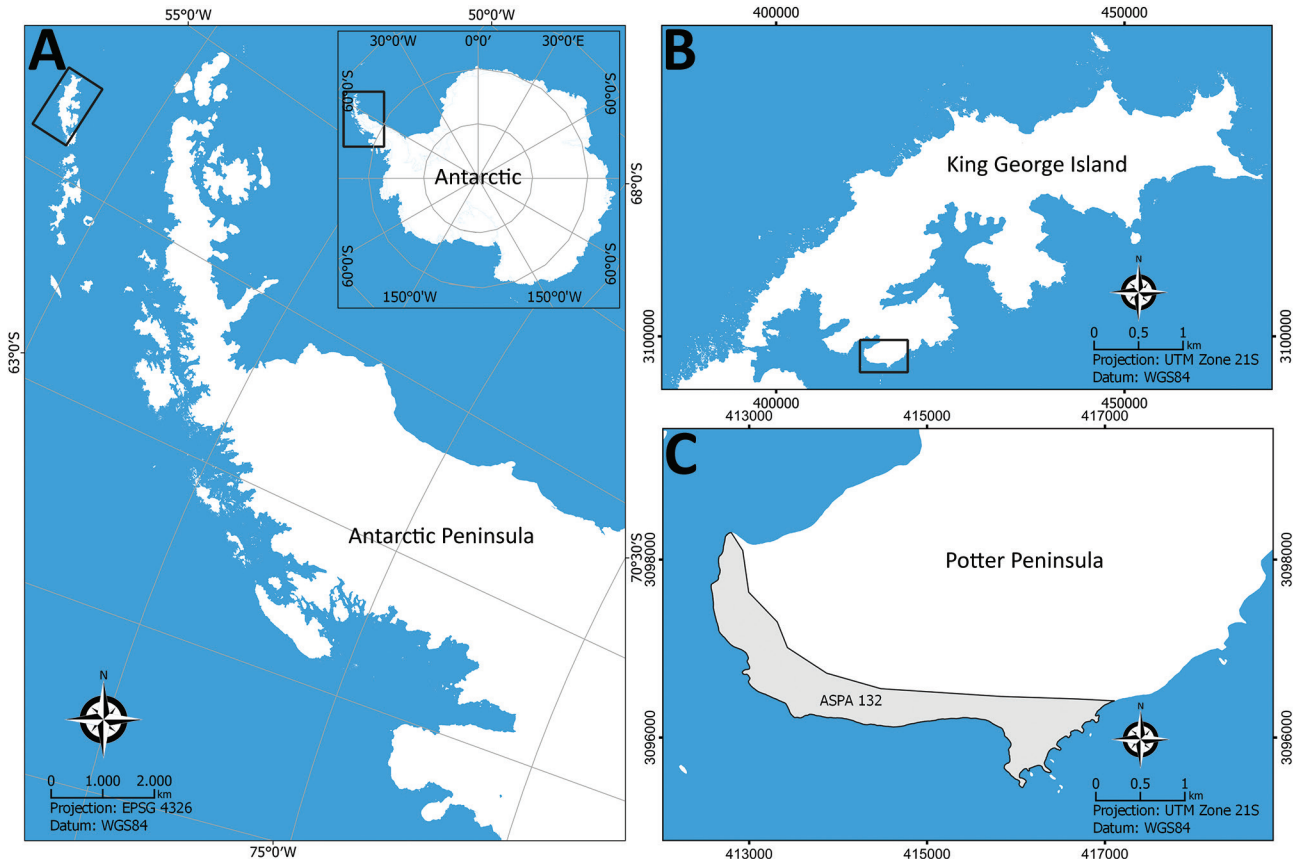 55°0'W
50°0'W
A
30°0'W
0°0'
30°0'E
60°0'S
60°0'S
Antarctic
60°0'S
60°0'S
150°0'W
150°0'W
63°0'S
68°0'S
70°30'S
Antarctic Peninsula
N
0
1.000
2.000
km
Projection: EPSG 4326
Datum: WGS84
75°0'W
400000
450000
B
King George Island
N
3100000
3100000
0
0,5
1
km
Projection: UTM Zone 21S
Datum: WGS84
400000
450000
413000
415000
417000
C
Potter Peninsula
3098000
3098000
ASPA 132
3096000
3096000
N
0
0.5
1
km
Projection: UTM Zone 21S
Datum: WGS84
413000
415000
417000